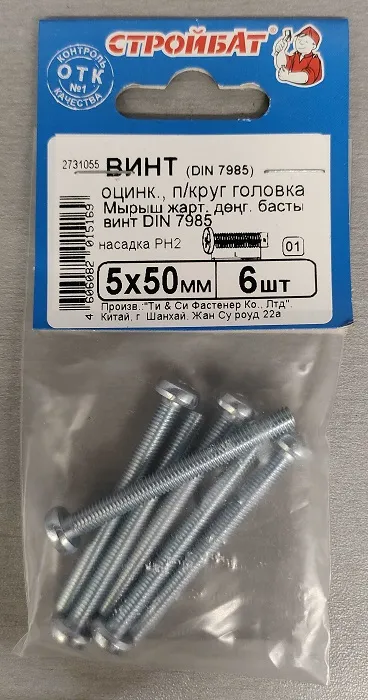 КОНТРОЛЬ
ОТК
№1
КАЧЕСТВА
СТРОЙБАТ
2731055 ВИНТ (DIN 7985)
оцинк., п/круг головка
Мырыш жарт. дөңг. басты
винт DIN 7985
насадка PH2
01
5x50мм 6шт
Произв.:"Ти & Си Фастенер Ко., Лтд".
Китай, г. Шанхай, Жан Су роуд 22а
4 606082 015169